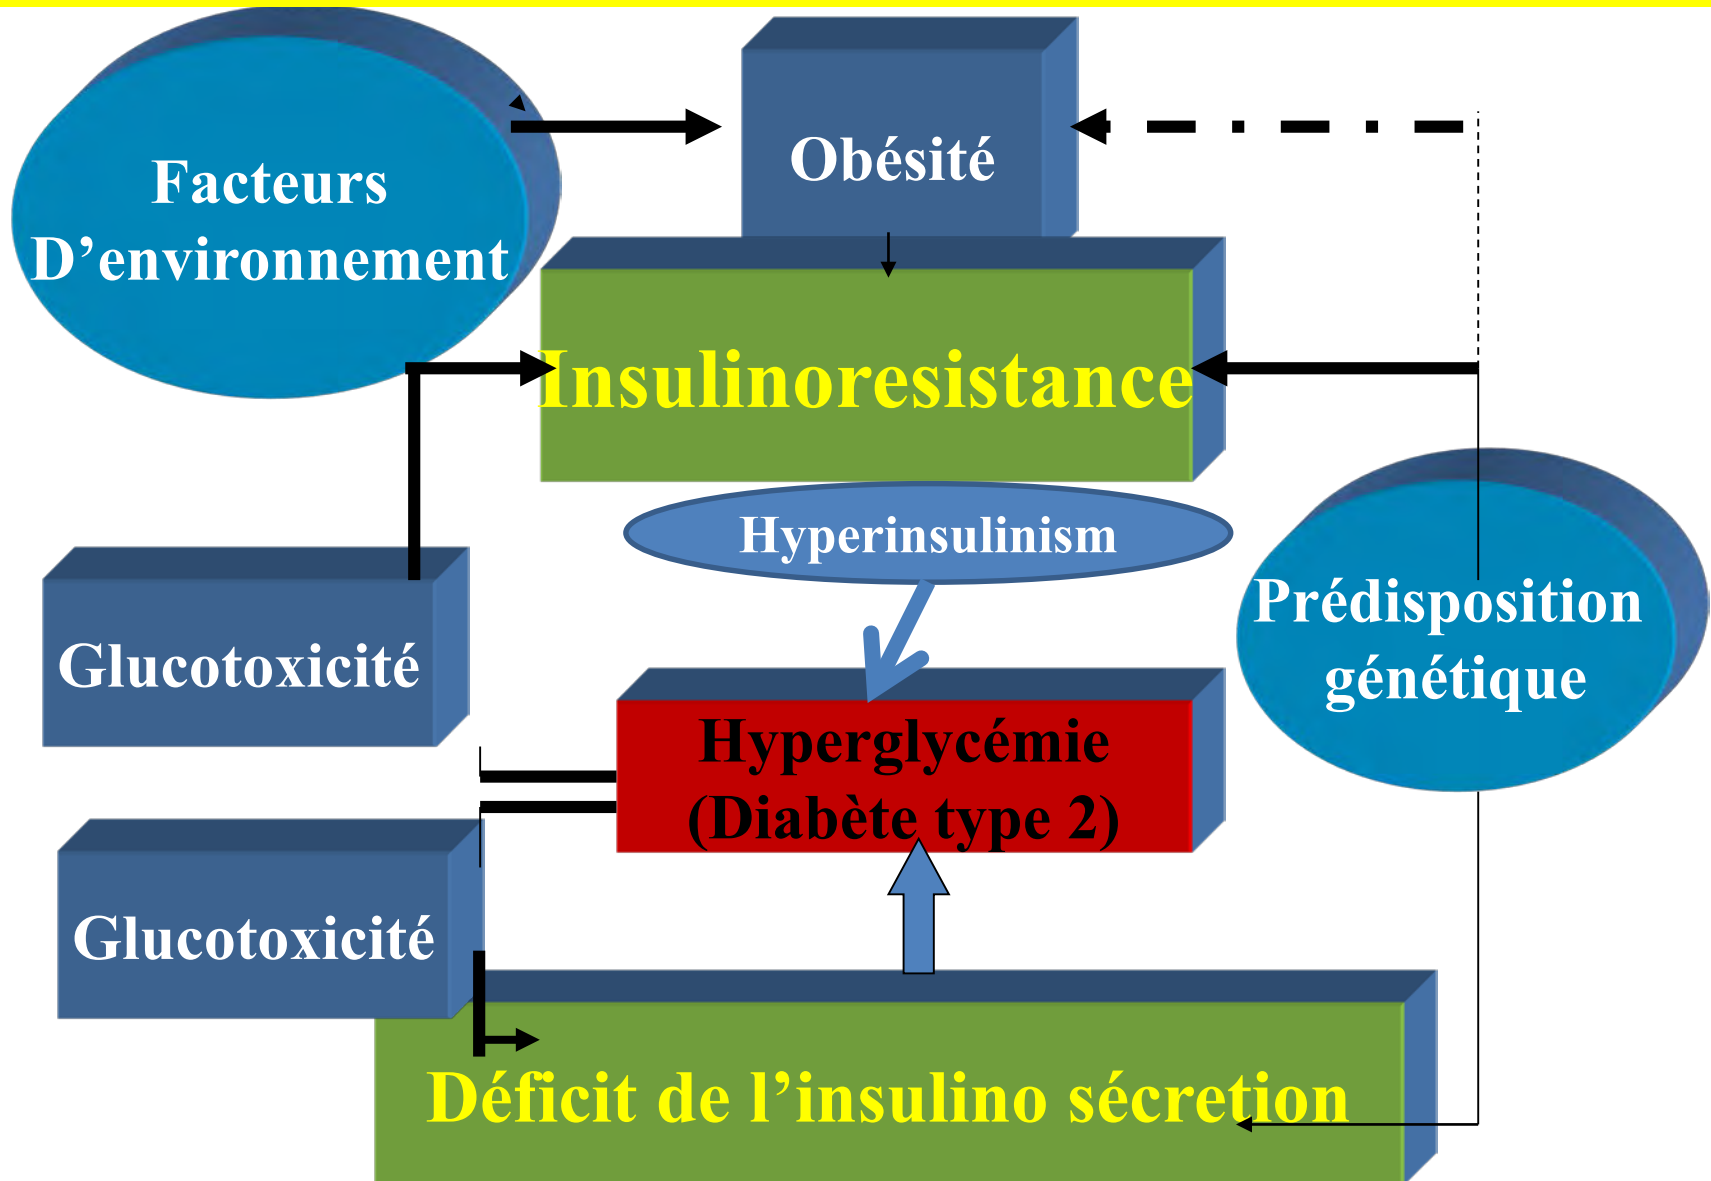 Facteurs
D’environnement
Obésité
Insulinoresistance
Hyperinsulinism
Glucotoxicité
Prédisposition
génétique
Hyperglycémie
(Diabète type 2)
Glucotoxicité
Déficit de l’insulino sécretion